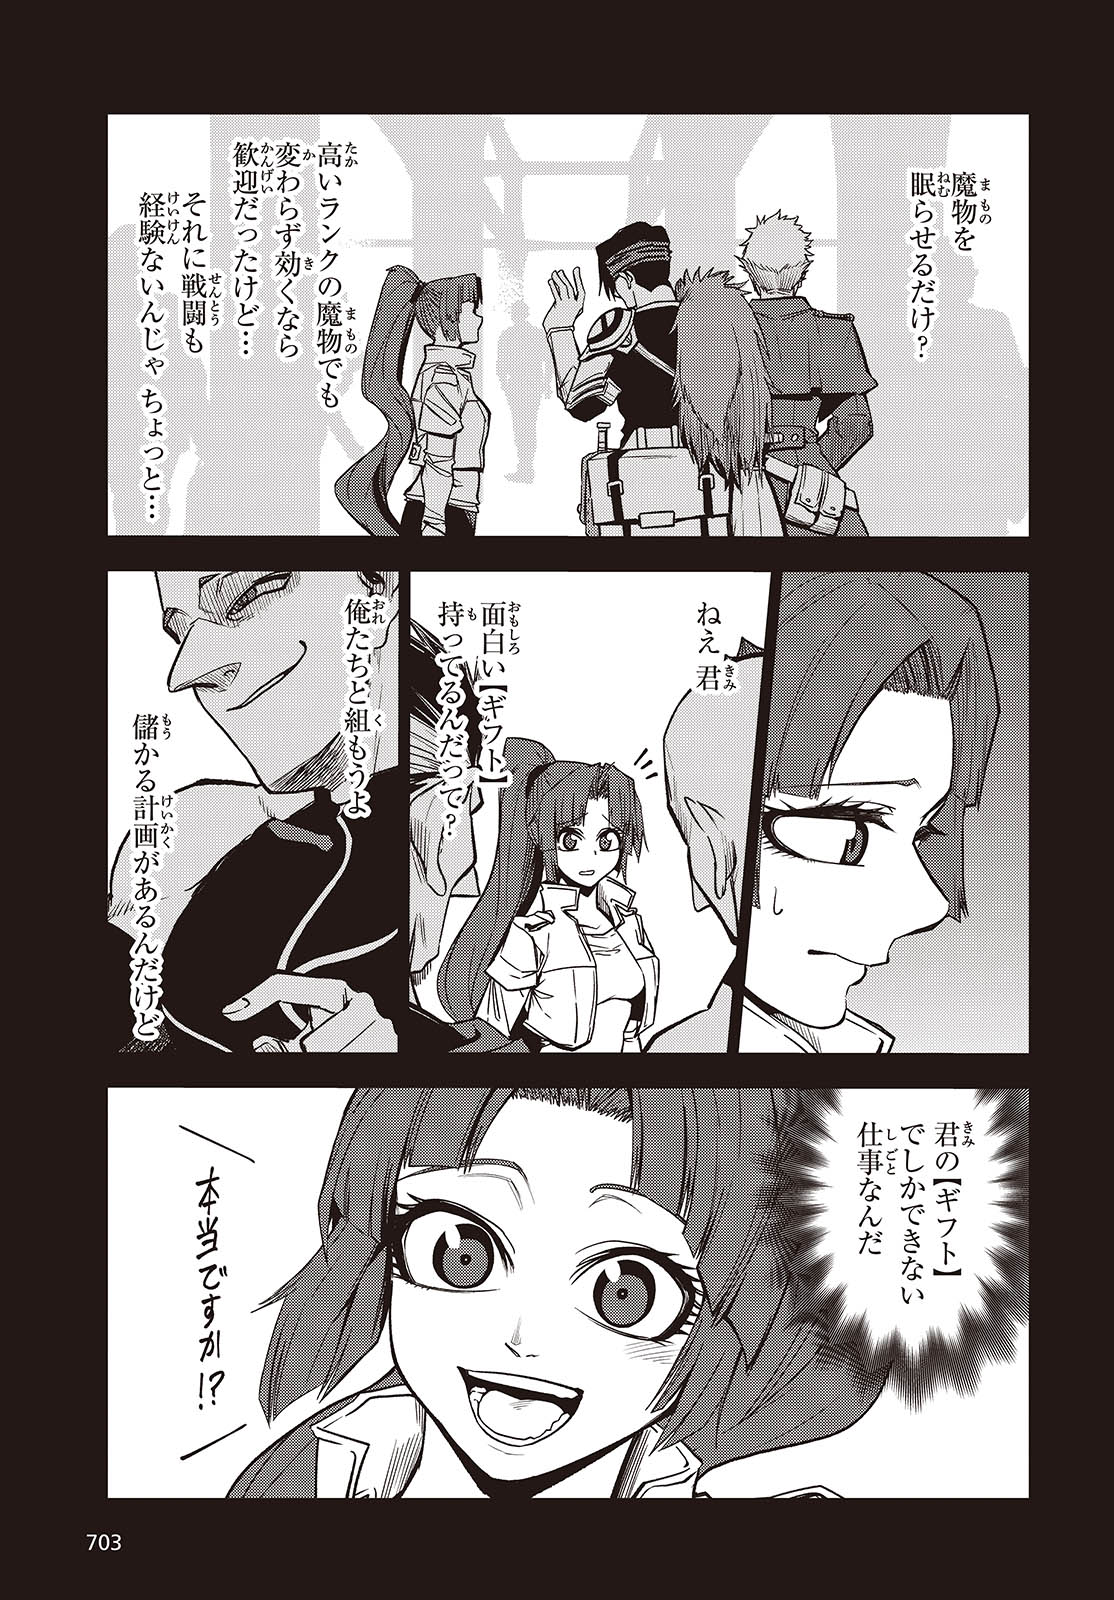 魔物を
眠らせるだけ?
高いランクの魔物でも
変わらず効くなら
歓迎だったけど…
それに戦闘も
経験ないんじゃ ちょっと…
ねえ 君
面白い【ギフト】
持ってるんだって?
俺たちと組もうよ
儲かる計画があるんだけど
君の【ギフト】
でしかできない
仕事なんだ
本当ですか!?
703